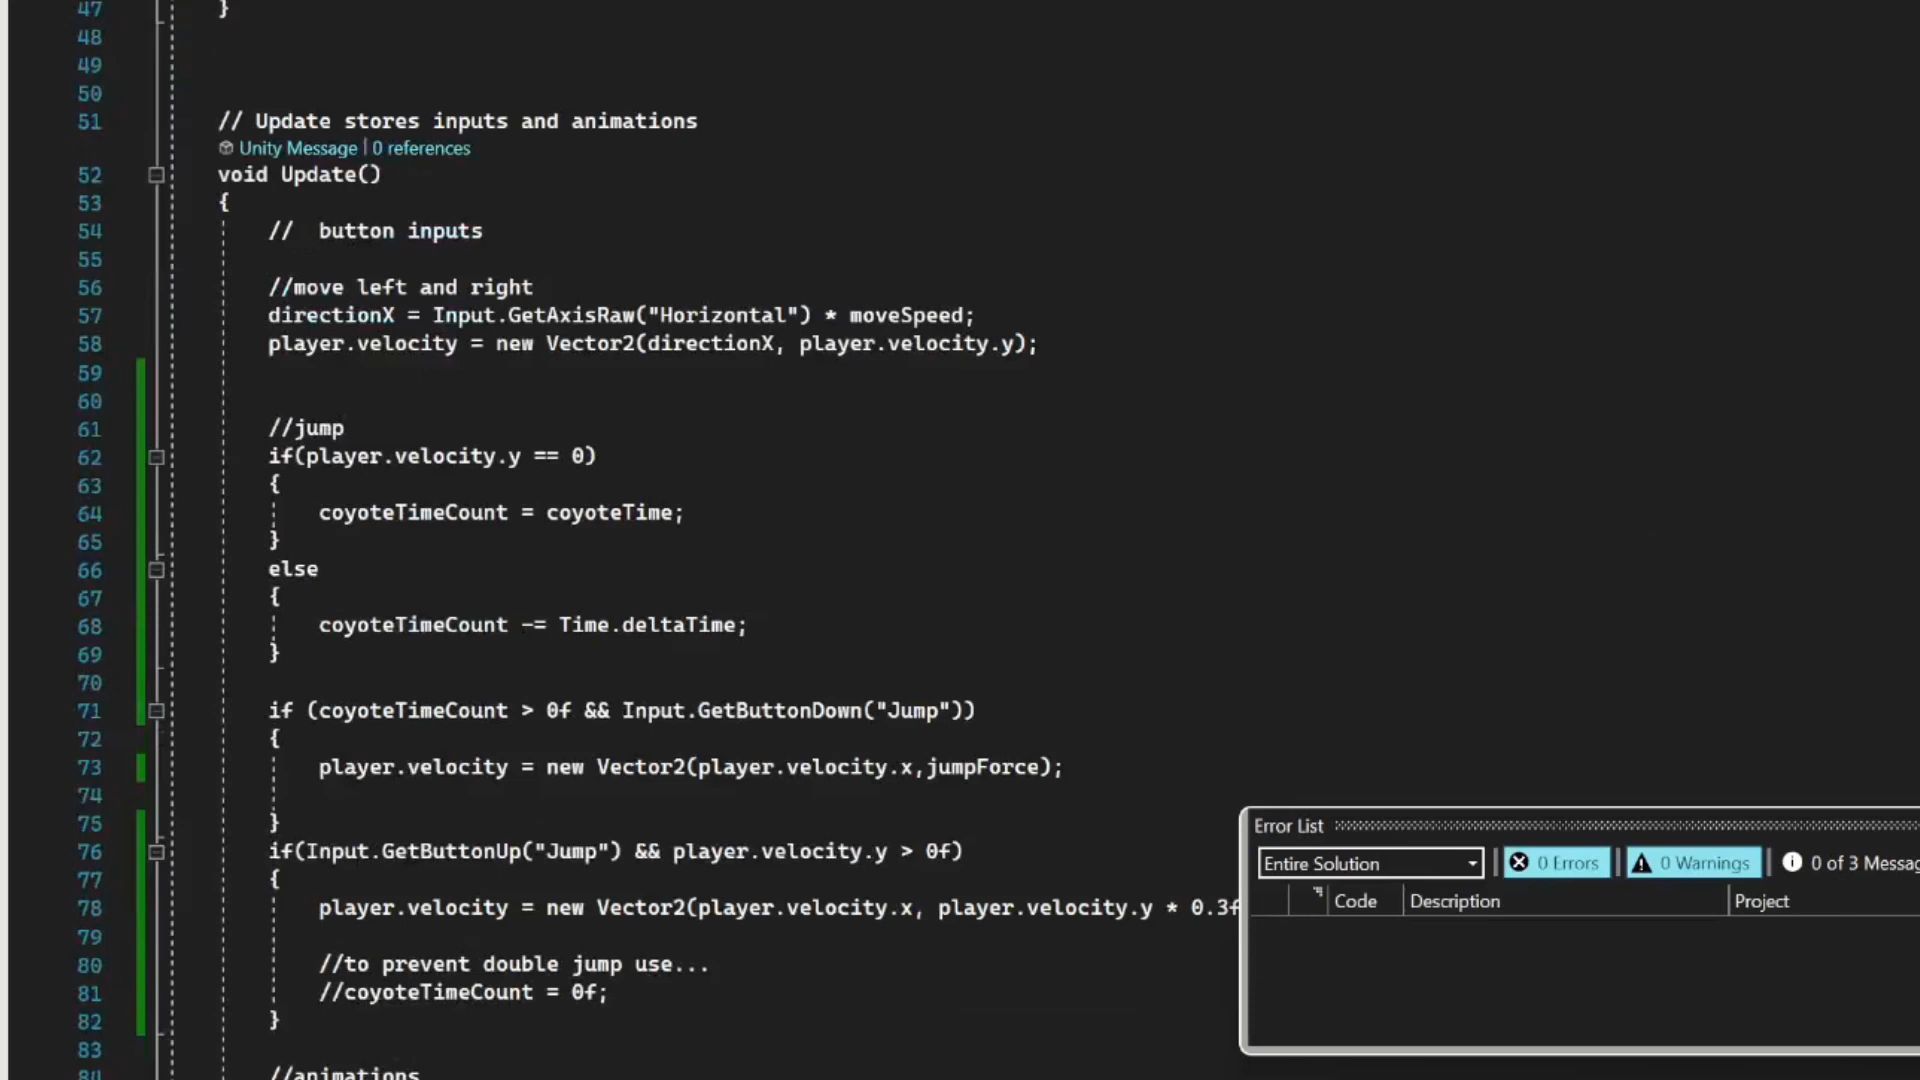 47 }
48
49
50
51 // Update stores inputs and animations
Unity Message | 0 references
52 void Update()
53 {
54 //  button inputs
55
56 //move left and right
57 directionX = Input.GetAxisRaw("Horizontal") * moveSpeed;
58 player.velocity = new Vector2(directionX, player.velocity.y);
59
60
61 //jump
62 if(player.velocity.y == 0)
63 {
64 coyoteTimeCount = coyoteTime;
65 }
66 else
67 {
68 coyoteTimeCount -= Time.deltaTime;
69 }
70
71 if (coyoteTimeCount > 0f && Input.GetButtonDown("Jump"))
72 {
73 player.velocity = new Vector2(player.velocity.x,jumpForce);
74
75 }
76 if(Input.GetButtonUp("Jump") && player.velocity.y > 0f)
77 {
78 player.velocity = new Vector2(player.velocity.x, player.velocity.y * 0.3f
79
80 //to prevent double jump use...
81 //coyoteTimeCount = 0f;
82 }
83
84 //animations
Error List
Entire Solution 0 Errors 0 Warnings 0 of 3 Messag
Code Description Project